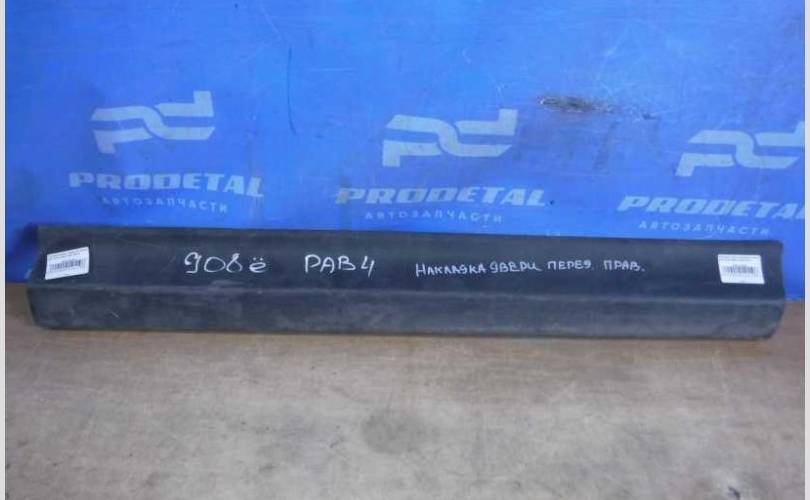 PRODETAL
АВТОЗАПЧАСТИ
PRODETAL
АВТОЗАПЧАСТИ
PRODETAL
АВТОЗАПЧАСТИ
908ё РАВ4 НАКЛАДКА ДВЕРИ ПЕРЕД. ПРАВ.